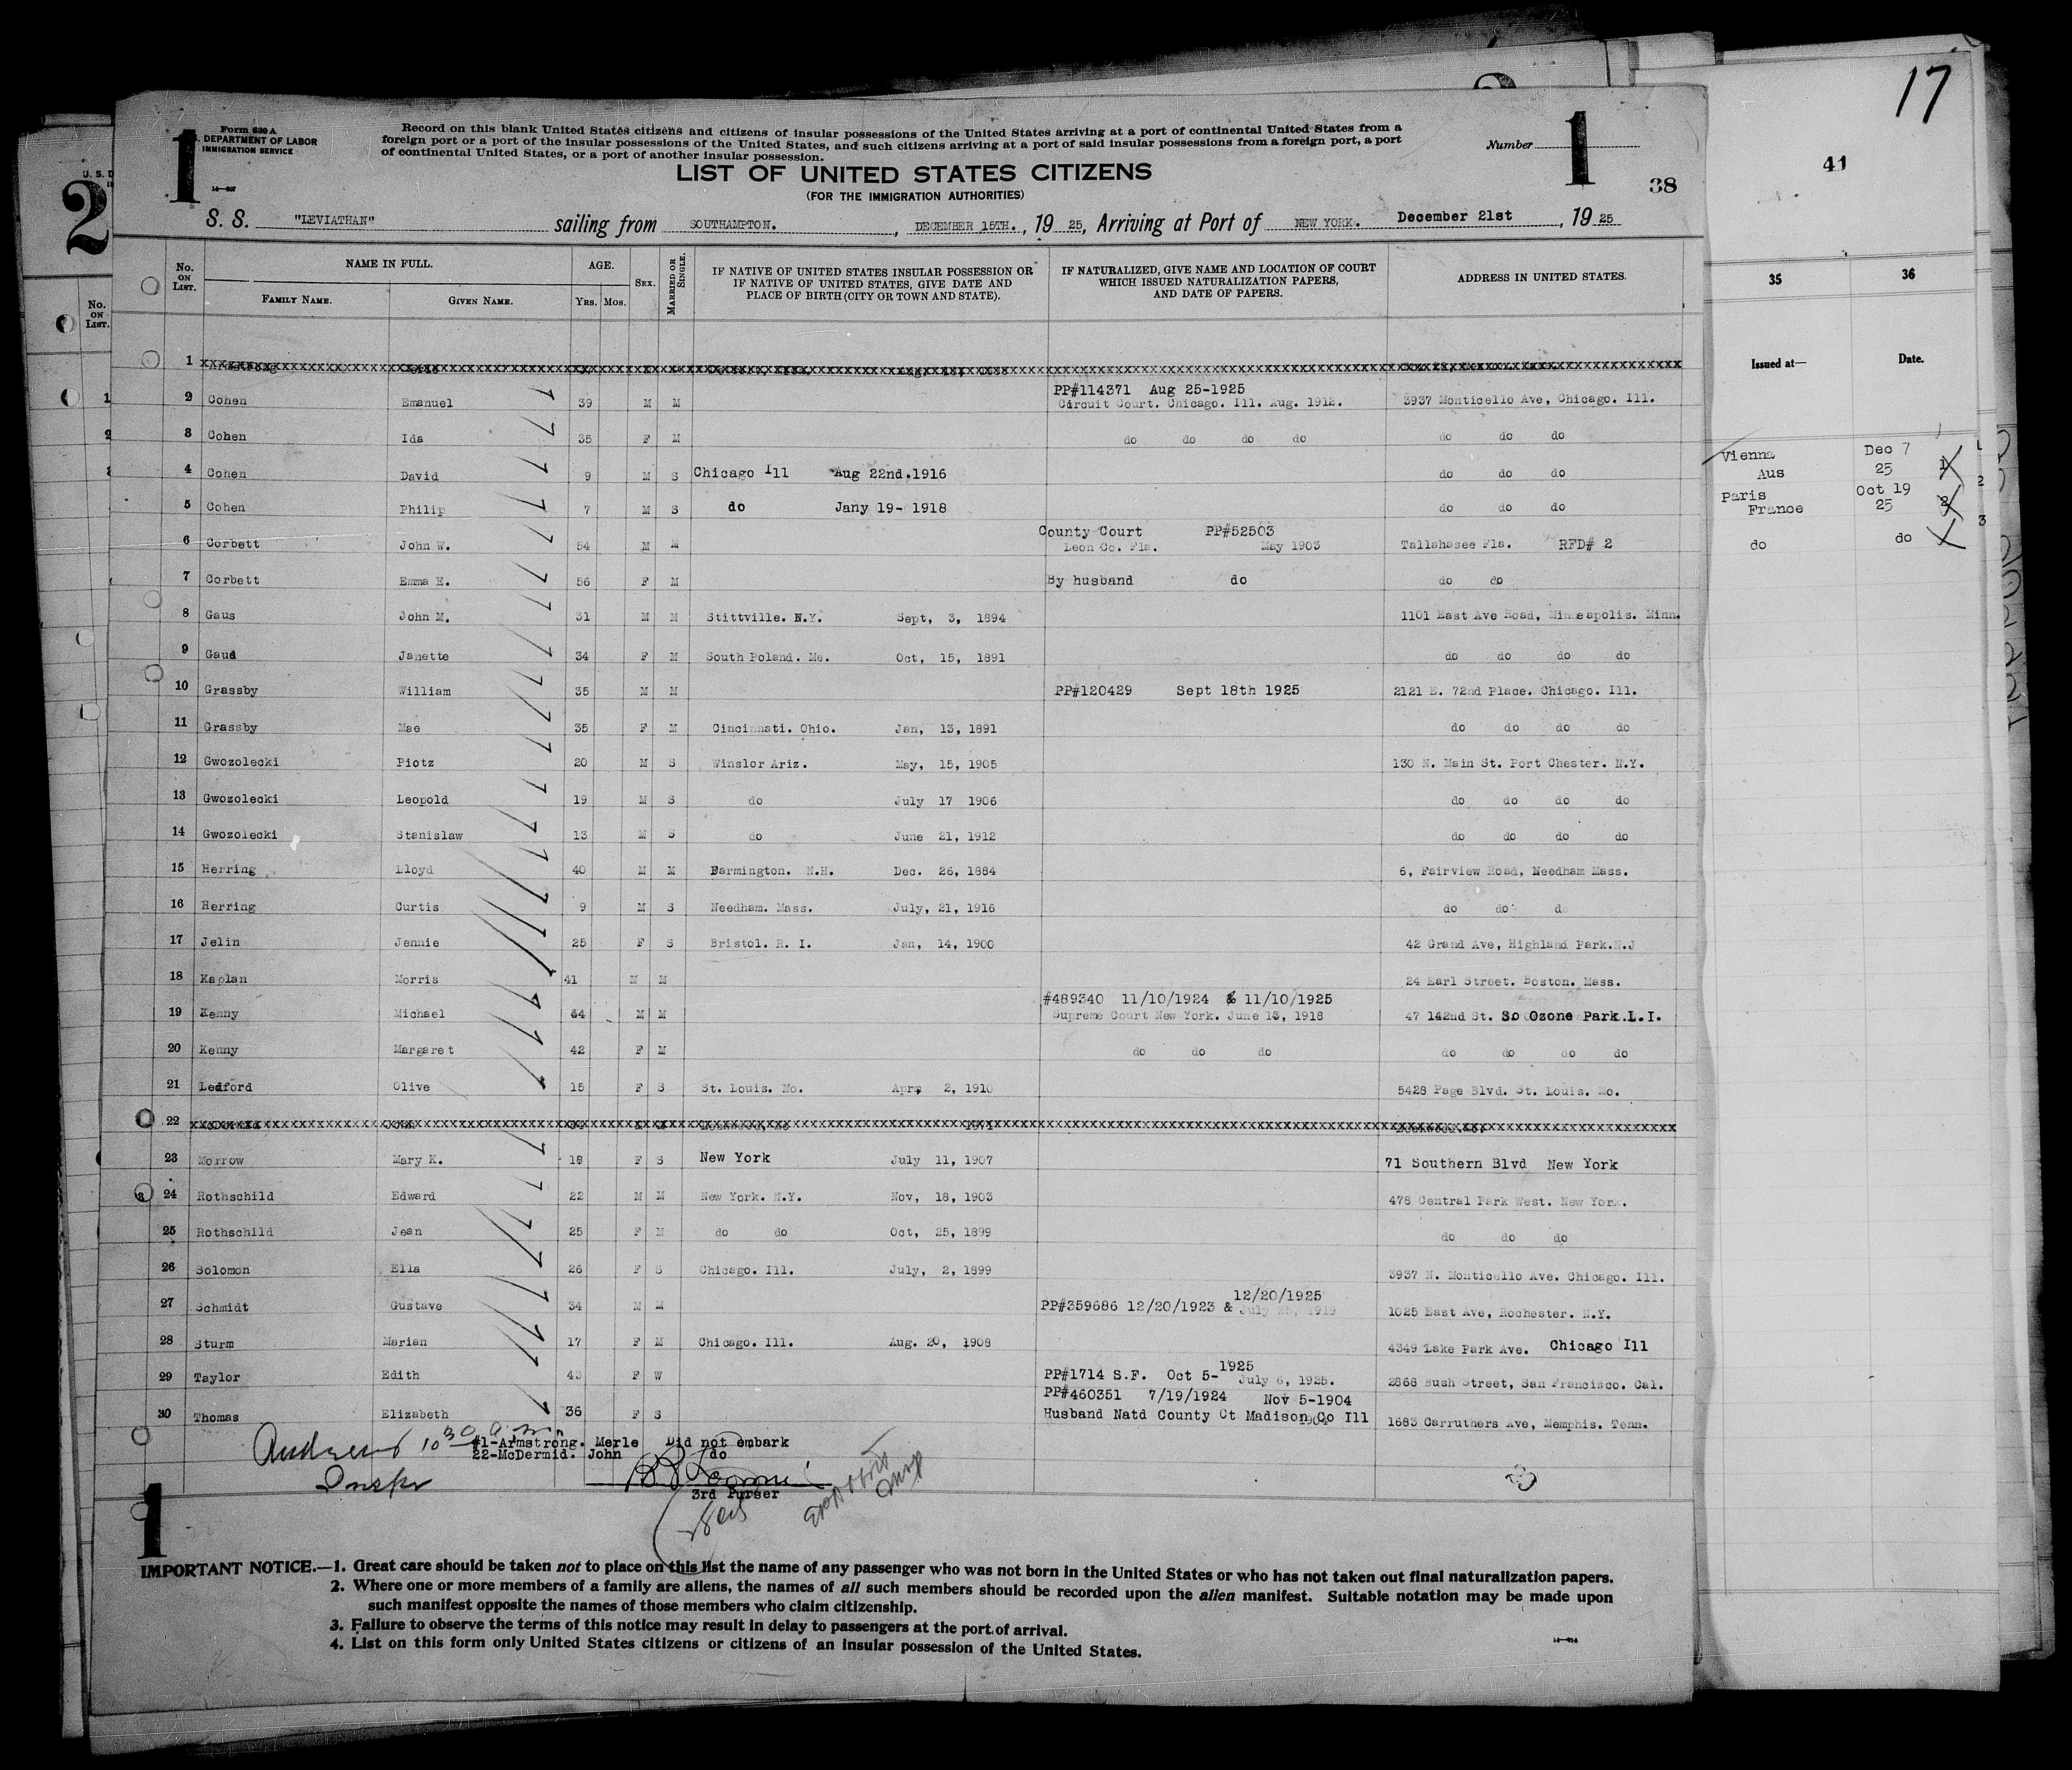 17
1
Form 630 A
U.S. DEPARTMENT OF LABOR
IMMIGRATION SERVICE
Record on this blank United States citizens and citizens of insular possessions of the United States arriving at a port of continental United States from a
foreign port or a port of the insular possessions of the United States, and such citizens arriving at a port of said insular possessions from a foreign port, a port
of continental United States, or a port of another insular possession.
Number
1
38
LIST OF UNITED STATES CITIZENS
(FOR THE IMMIGRATION AUTHORITIES)
S. S. "LEVIATHAN" sailing from SOUTHAMPTON. , DECEMBER 15TH. , 19 25, Arriving at Port of NEW YORK. December 21st , 19 25
No. ON LIST. NAME IN FULL. AGE. SEX. MARRIED OR SINGLE. IF NATIVE OF UNITED STATES INSULAR POSSESSION OR IF NATIVE OF UNITED STATES, GIVE DATE AND PLACE OF BIRTH (CITY OR TOWN AND STATE). IF NATURALIZED, GIVE NAME AND LOCATION OF COURT WHICH ISSUED NATURALIZATION PAPERS, AND DATE OF PAPERS. ADDRESS IN UNITED STATES.
FAMILY NAME. GIVEN NAME. YRS. MOS.
1
PP#114371 Aug 25-1925
2 Cohen Emanuel 39 M M Circuit Court. Chicago. Ill. Aug. 1912. 3937 Monticello Ave, Chicago. Ill.
3 Cohen Ida 35 F M do do do do do do do
4 Cohen David 9 M S Chicago Ill Aug 22nd.1916 do do do
5 Cohen Philip 7 M S do Jany 19- 1918 do do do
County Court PP#52503
6 Corbett John W. 54 M M Leon Co. Fla. May 1903 Tallahasee Fla. RFD# 2
7 Corbett Emma E. 56 F M By husband do do do
8 Gaus John M. 31 M M Stittville. N.Y. Sept, 3, 1894 1101 East Ave Road, Minneapolis. Minn.
9 Gaus Janette 34 F M South Poland. Me. Oct, 15, 1891 do do do do
10 Grassby William 35 M M PP#120429 Sept 18th 1925 2121 E. 72nd Place. Chicago. Ill.
11 Grassby Mae 35 F M Cincinnati. Ohio. Jan, 13, 1891 do do do do
12 Gwozolecki Piotz 20 M S Winslor Ariz. May, 15, 1905 130 N. Main St. Port Chester. N.Y.
13 Gwozolecki Leopold 19 M S do July 17 1906 do do do do
14 Gwozolecki Stanislaw 13 M S do June 21, 1912 do do do do
15 Herring Lloyd 40 M M Farmington. N.H. Dec. 26, 1884 6, Fairview Road, Needham Mass.
16 Herring Curtis 9 M S Needham. Mass. July, 21, 1916 do do do
17 Jelin Jennie 25 F S Bristol. R. I. Jan, 14, 1900 42 Grand Ave, Highland Park.N.J
18 Kaplan Morris 41 M M 24 Earl Street. Boston. Mass.
#489340 11/10/1924 & 11/10/1925
19 Kenny Michael 64 M M Supreme Court New York. June 13, 1918 47 142nd St. So Ozone Park.L.I.
20 Kenny Margaret 42 F M do do do do do do do
21 Ledford Olive 15 F S St. Louis. Mo. Apr, 2, 1910 5428 Page Blvd. St. Louis. Mo.
22
23 Morrow Mary K. 18 F S New York July 11, 1907 71 Southern Blvd New York
24 Rothschild Edward 22 M M New York. N.Y. Nov, 18, 1903 478 Central Park West. New York.
25 Rothschild Jean 25 F M do do Oct, 25, 1899 do do do
26 Solomon Ella 26 F S Chicago. Ill. July, 2, 1899 3937 N. Monticello Ave. Chicago. Ill.
12/20/1925
27 Schmidt Gustave 34 M M PP#359686 12/20/1923 & July 25, 1919 1025 East Ave, Rochester. N.Y.
28 Sturm Marian 17 F M Chicago. Ill. Aug. 20, 1908 4349 Lake Park Ave. Chicago Ill
1925
29 Taylor Edith 43 F W PP#1714 S.F. Oct 5- July 6, 1925. 2866 Bush Street, San Francisco. Cal.
PP#460351 7/19/1924 Nov 5-1904
30 Thomas Elizabeth 36 F S Husband Natd County Ct Madison Co Ill 1683 Carruthers Ave, Memphis. Tenn.
Andrews 10 30 a.m.
Inspr
#1-Armstrong. Merle Did not embark
22-McDermid. John do
3rd Purser
1
IMPORTANT NOTICE.—1. Great care should be taken not to place on this list the name of any passenger who was not born in the United States or who has not taken out final naturalization papers.
2. Where one or more members of a family are aliens, the names of all such members should be recorded upon the alien manifest. Suitable notation may be made upon
such manifest opposite the names of those members who claim citizenship.
3. Failure to observe the terms of this notice may result in delay to passengers at the port of arrival.
4. List on this form only United States citizens or citizens of an insular possession of the United States.
2
U. S. D
No. ON LIST.
1
2
3
41
35 36
Issued at— Date.
Vienna Dec 7 1
Aus 25 1
Paris Oct 19 2
France 25 2
do do 3